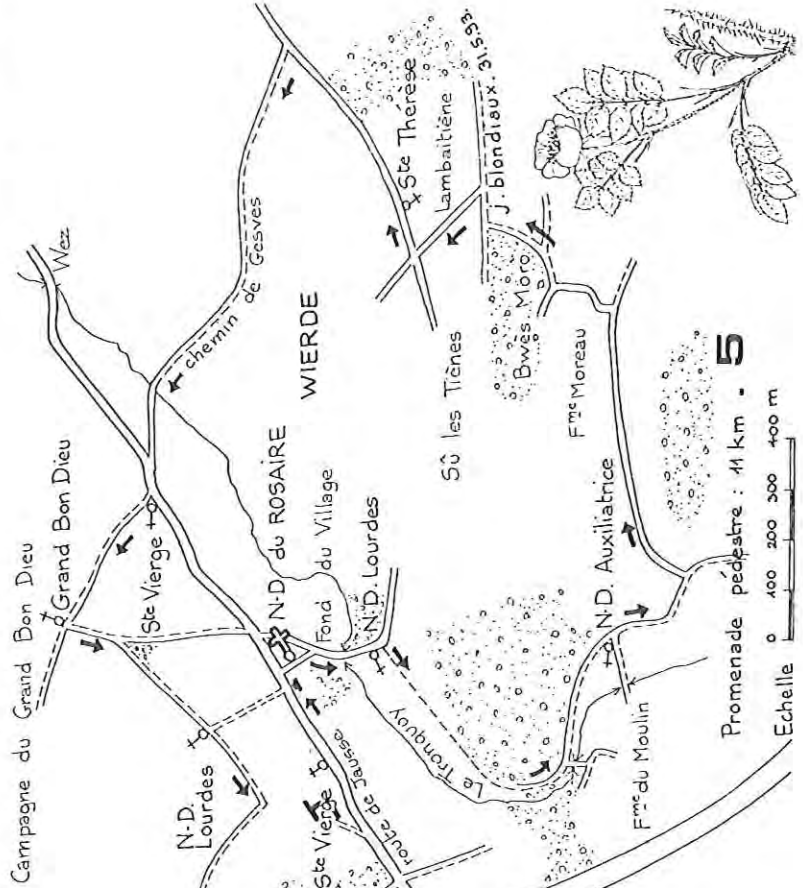 Campagne du Grand Bon Dieu
Grand Bon Dieu
Wez
Ste Vierge
chemin de Gesves
N-D.
Lourdes
N-D. du ROSAIRE
WIERDE
Ste Vierge
route de Jausse
Fond du Village
N-D. Lourdes
Ste Thérèse
Lambaitiéne
Sû les Tiènes
j. blondiaux. 31.5.93.
Le Tronquoy
Bwès Moro
Fme Moreau
N-D. Auxiliatrice
Fme du Moulin
Promenade pédestre : 11 km - 5
Echelle 0 100 200 300 400 m